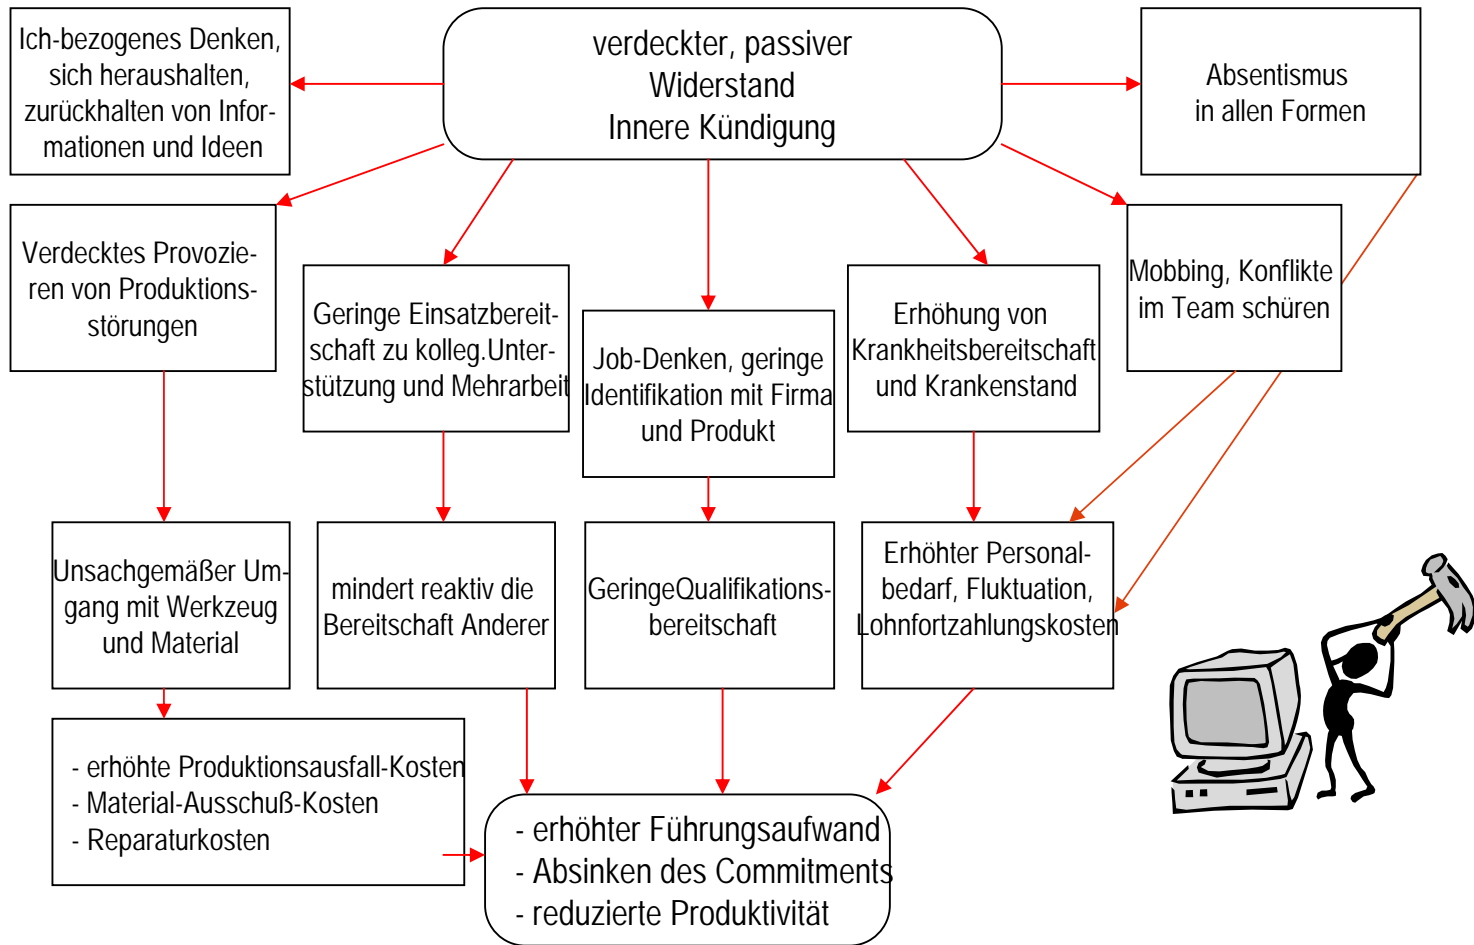 Ich-bezogenes Denken,
sich heraushalten,
zurückhalten von Infor-
mationen und Ideen
verdeckter, passiver
Widerstand
Innere Kündigung
Absentismus
in allen Formen
Verdecktes Provozie-
ren von Produktions-
störungen
Geringe Einsatzbereit-
schaft zu kolleg.Unter-
stützung und Mehrarbeit
Job-Denken, geringe
Identifikation mit Firma
und Produkt
Erhöhung von
Krankheitsbereitschaft
und Krankenstand
Mobbing, Konflikte
im Team schüren
Unsachgemäßer Um-
gang mit Werkzeug
und Material
mindert reaktiv die
Bereitschaft Anderer
GeringeQualifikations-
bereitschaft
Erhöhter Personal-
bedarf, Fluktuation,
Lohnfortzahlungskosten
- erhöhte Produktionsausfall-Kosten
- Material-Ausschuß-Kosten
- Reparaturkosten
- erhöhter Führungsaufwand
- Absinken des Commitments
- reduzierte Produktivität